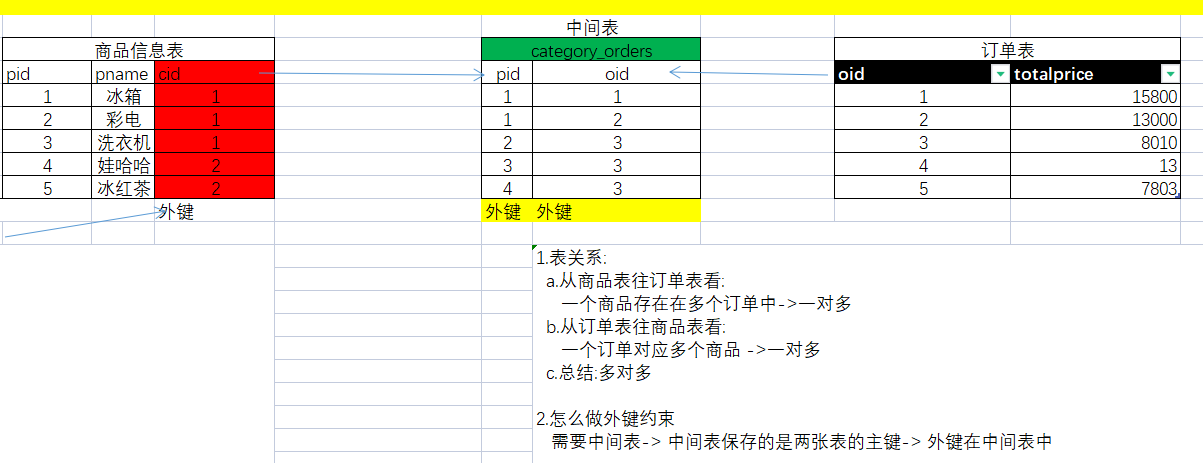 中间表
商品信息表 category_orders 订单表
pid pname cid pid oid oid totalprice
1 冰箱 1 1 1 1 15800
2 彩电 1 1 2 2 13000
3 洗衣机 1 2 3 3 8010
4 娃哈哈 2 3 3 4 13
5 冰红茶 2 4 3 5 7803
外键 外键 外键
1.表关系:
a.从商品表往订单表看:
一个商品存在在多个订单中->一对多
b.从订单表往商品表看:
一个订单对应多个商品 ->一对多
c.总结:多对多
2.怎么做外键约束
需要中间表-> 中间表保存的是两张表的主键-> 外键在中间表中